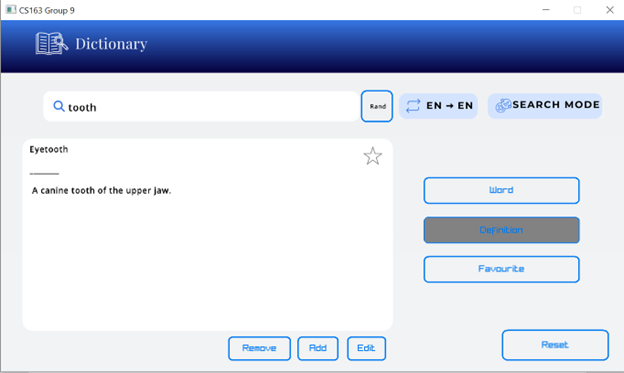 CS163 Group 9
Dictionary
tooth
Rand
EN → EN
SEARCH MODE
Eyetooth
A canine tooth of the upper jaw.
Word
Definition
Favourite
Remove
Add
Edit
Reset